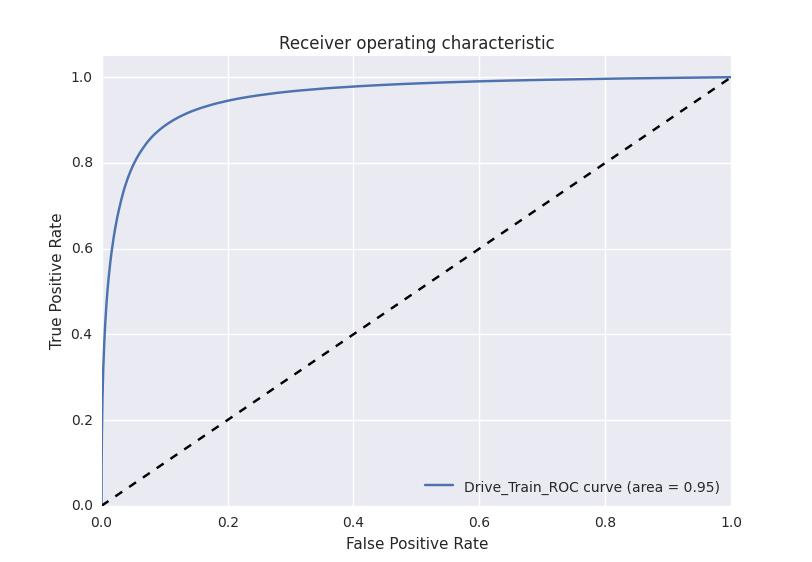 Receiver operating characteristic
True Positive Rate
1.0
0.8
0.6
0.4
0.2
0.0
Drive_Train_ROC curve (area = 0.95)
0.0 0.2 0.4 0.6 0.8 1.0
False Positive Rate